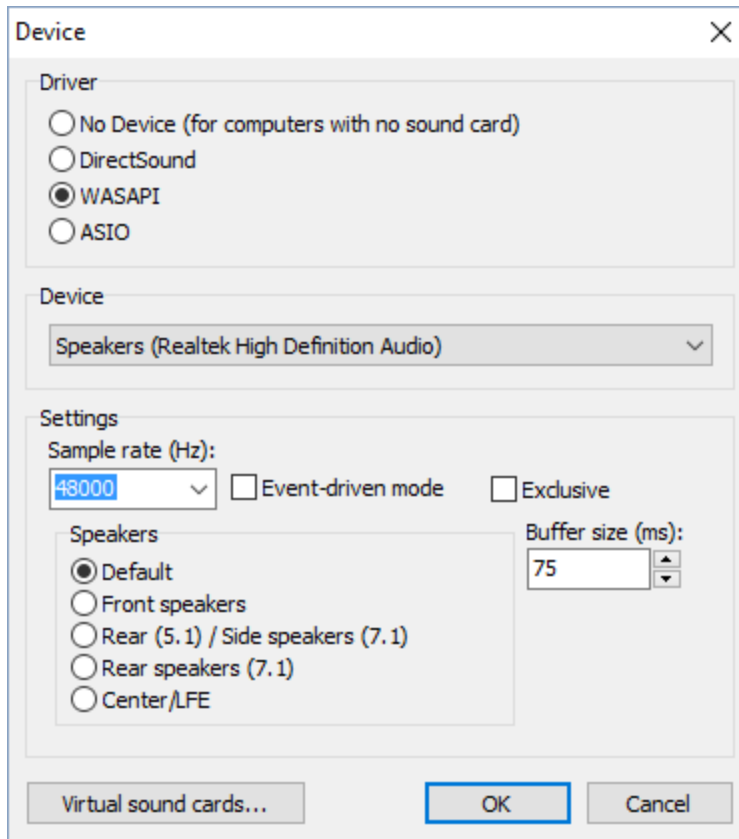 Device
Driver
No Device (for computers with no sound card)
DirectSound
WASAPI
ASIO
Device
Speakers (Realtek High Definition Audio)
Settings
Sample rate (Hz):
48000
Event-driven mode
Exclusive
Speakers
Buffer size (ms):
Default
75
Front speakers
Rear (5.1) / Side speakers (7.1)
Rear speakers (7.1)
Center/LFE
Virtual sound cards...
OK
Cancel